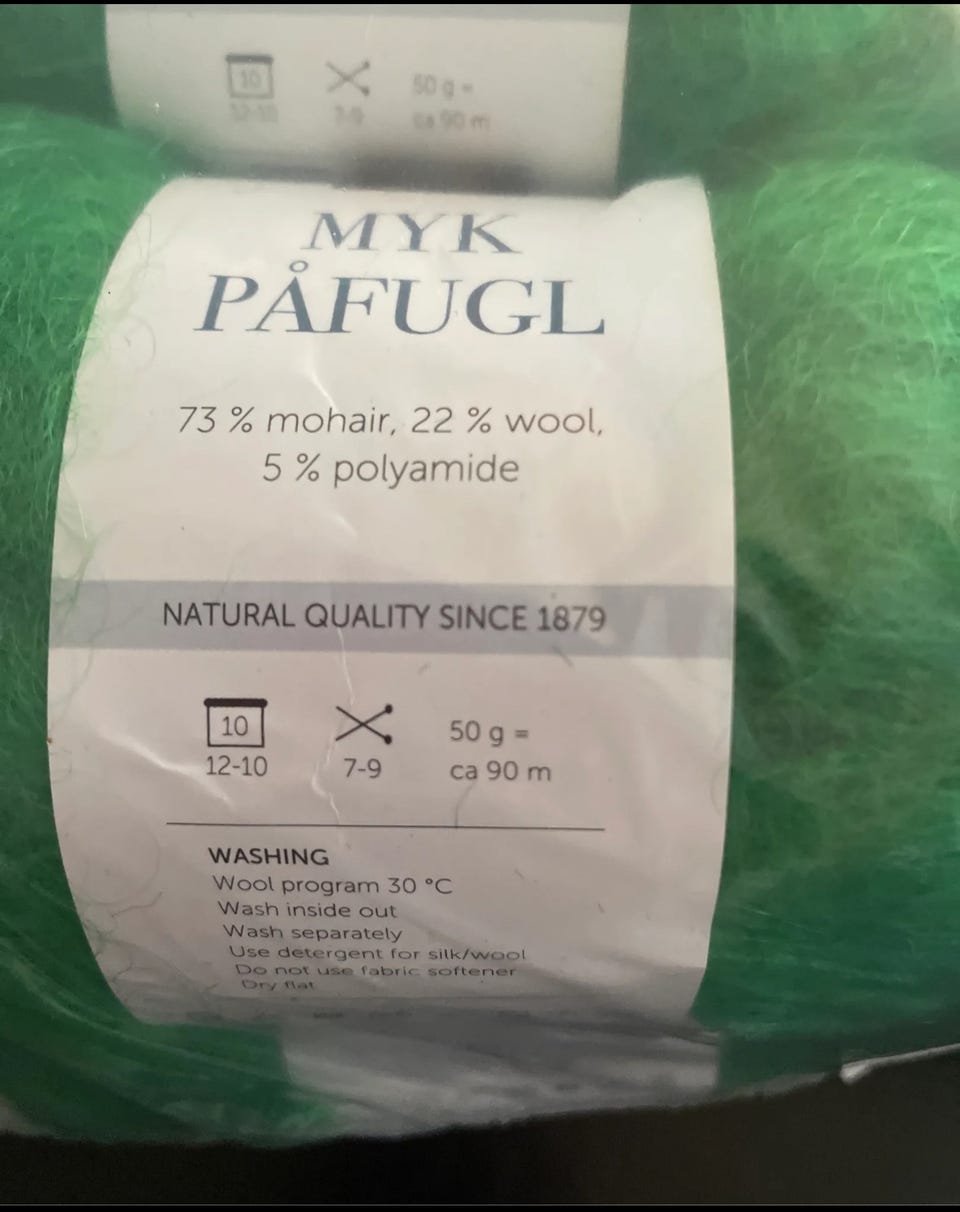 10
12-10
7-9
50 g =
ca 90 m
MYK
PÅFUGL
73 % mohair, 22 % wool,
5 % polyamide
NATURAL QUALITY SINCE 1879
10
12-10
7-9
50 g =
ca 90 m
WASHING
Wool program 30 °C
Wash inside out
Wash separately
Use detergent for silk/wool
Do not use fabric softener
Dry flat